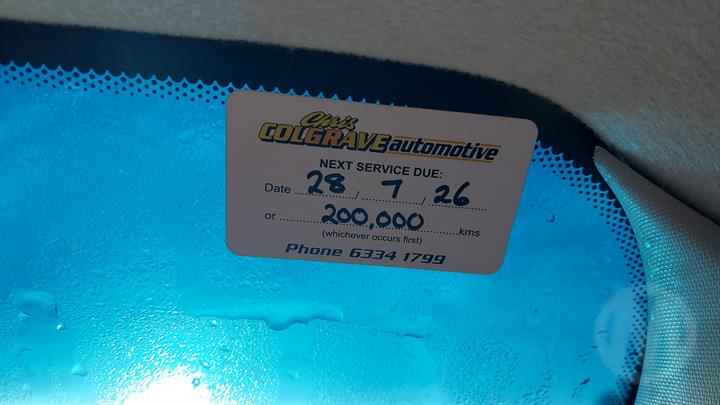 Chris
COLGRAVE automotive
NEXT SERVICE DUE:
Date 28 / 7 / 26
or 200,000 kms
(whichever occurs first)
Phone 6334 1799